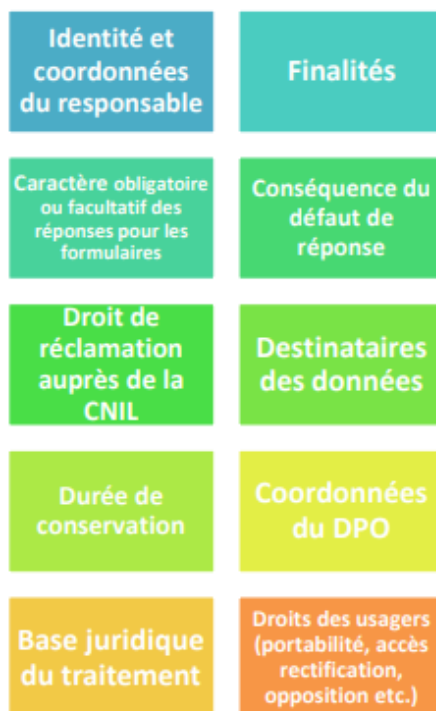 Identité et
coordonnées
du responsable
Finalités
Caractère obligatoire
ou facultatif des
réponses pour les
formulaires
Conséquence du
défaut de
réponse
Droit de
réclamation
auprès de la
CNIL
Destinataires
des données
Durée de
conservation
Coordonnées
du DPO
Base juridique
du traitement
Droits des usagers
(portabilité, accès
rectification,
opposition etc.)